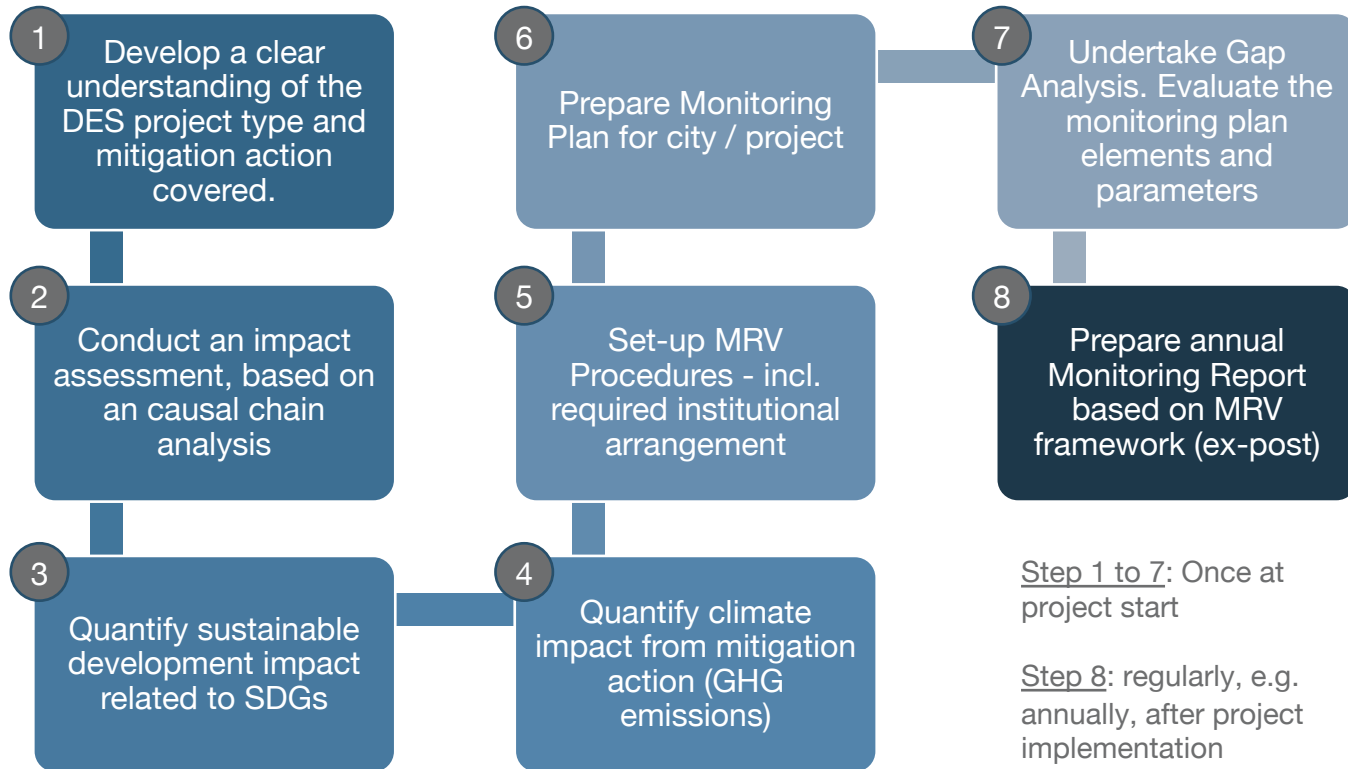 1
Develop a clear
understanding of the
DES project type and
mitigation action
covered.
2
Conduct an impact
assessment, based on
an causal chain
analysis
3
Quantify sustainable
development impact
related to SDGs
4
Quantify climate
impact from mitigation
action (GHG
emissions)
5
Set-up MRV
Procedures - incl.
required institutional
arrangement
6
Prepare Monitoring
Plan for city / project
7
Undertake Gap
Analysis. Evaluate the
monitoring plan
elements and
parameters
8
Prepare annual
Monitoring Report
based on MRV
framework (ex-post)
Step 1 to 7: Once at
project start
Step 8: regularly, e.g.
annually, after project
implementation